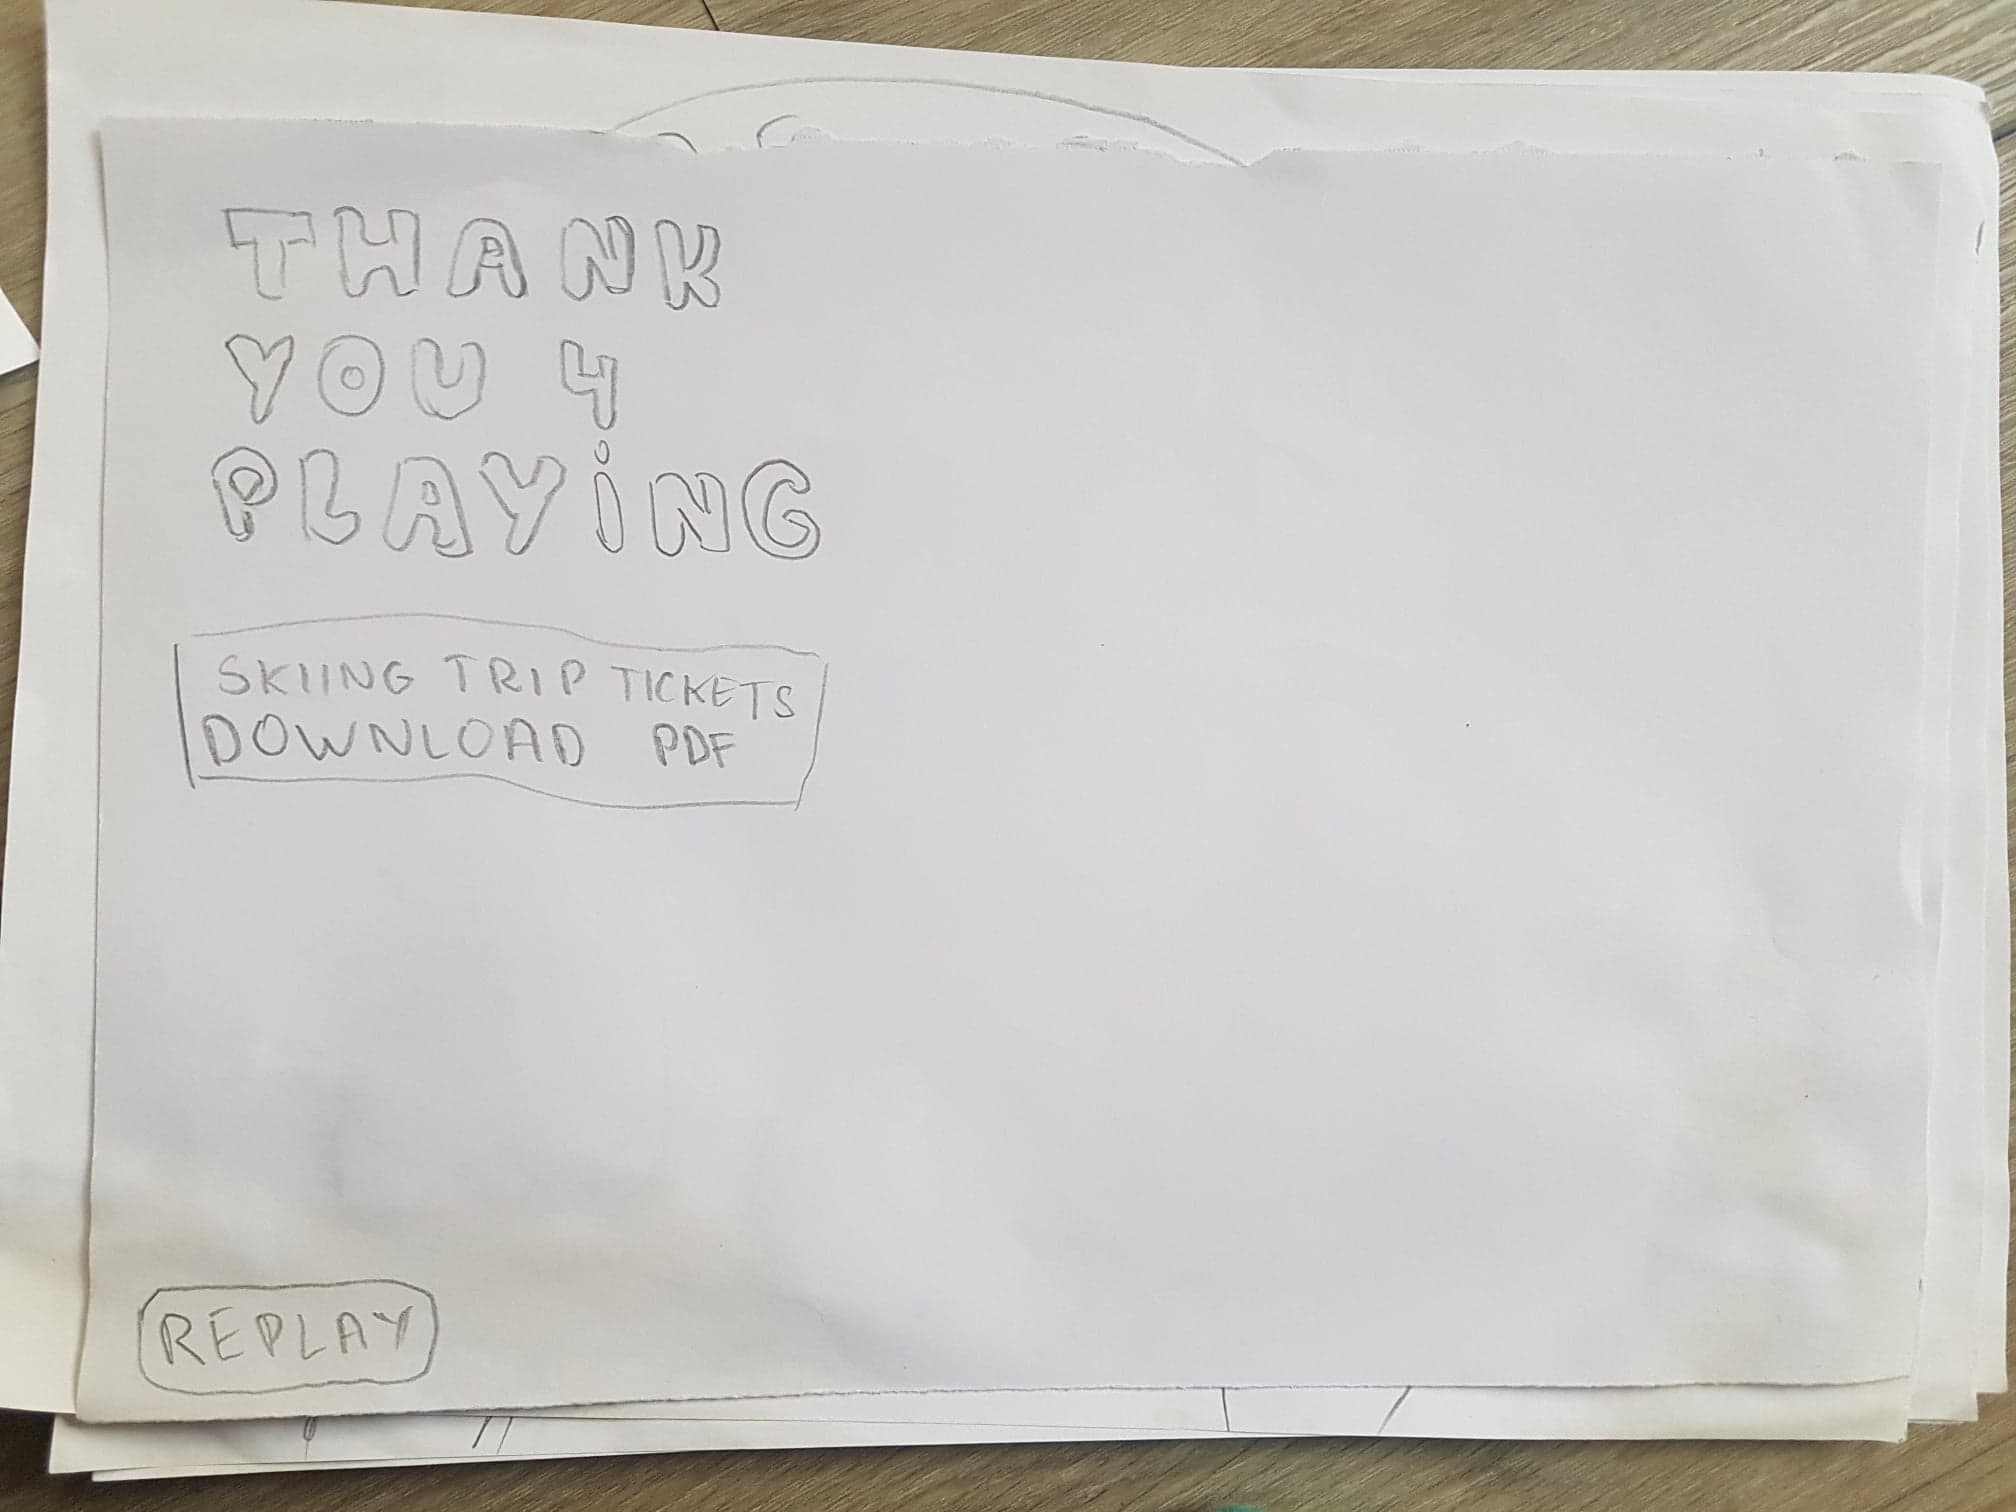 THANK
YOU 4
PLAYiNG
SKIING TRIP TICKETS
DOWNLOAD PDF
REPLAY